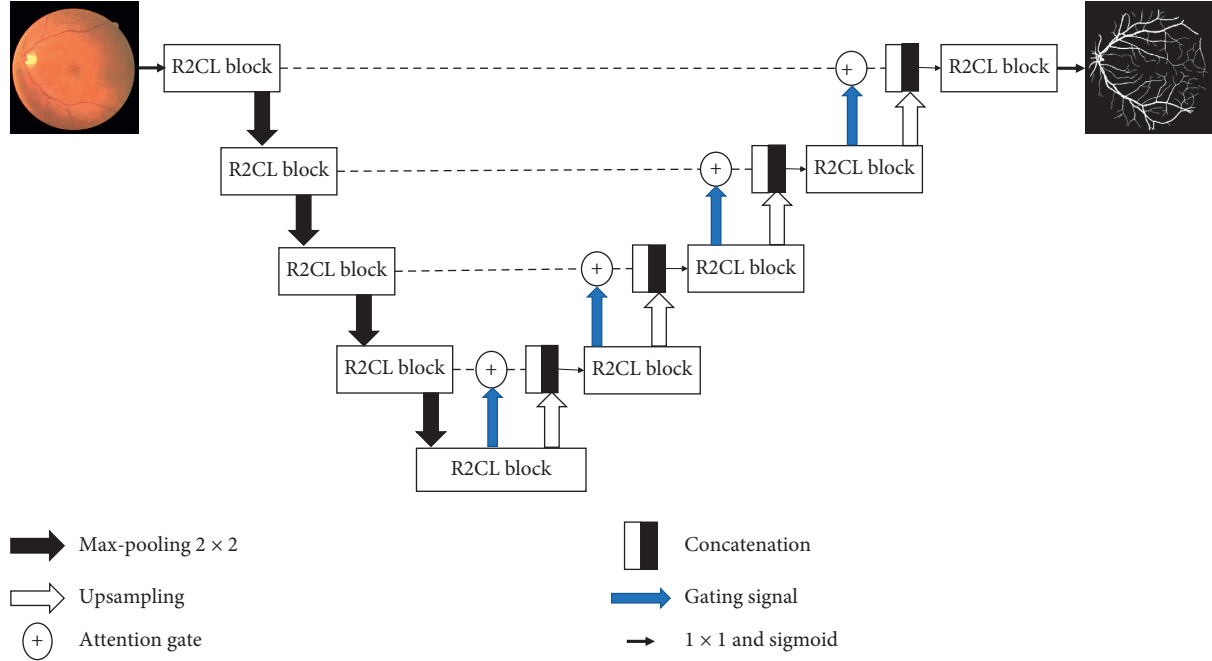 R2CL block
R2CL block
+
R2CL block
R2CL block
+
R2CL block
R2CL block
+
R2CL block
R2CL block
+
R2CL block
Max-pooling 2 × 2
Concatenation
Upsampling
Gating signal
+
Attention gate
1 × 1 and sigmoid